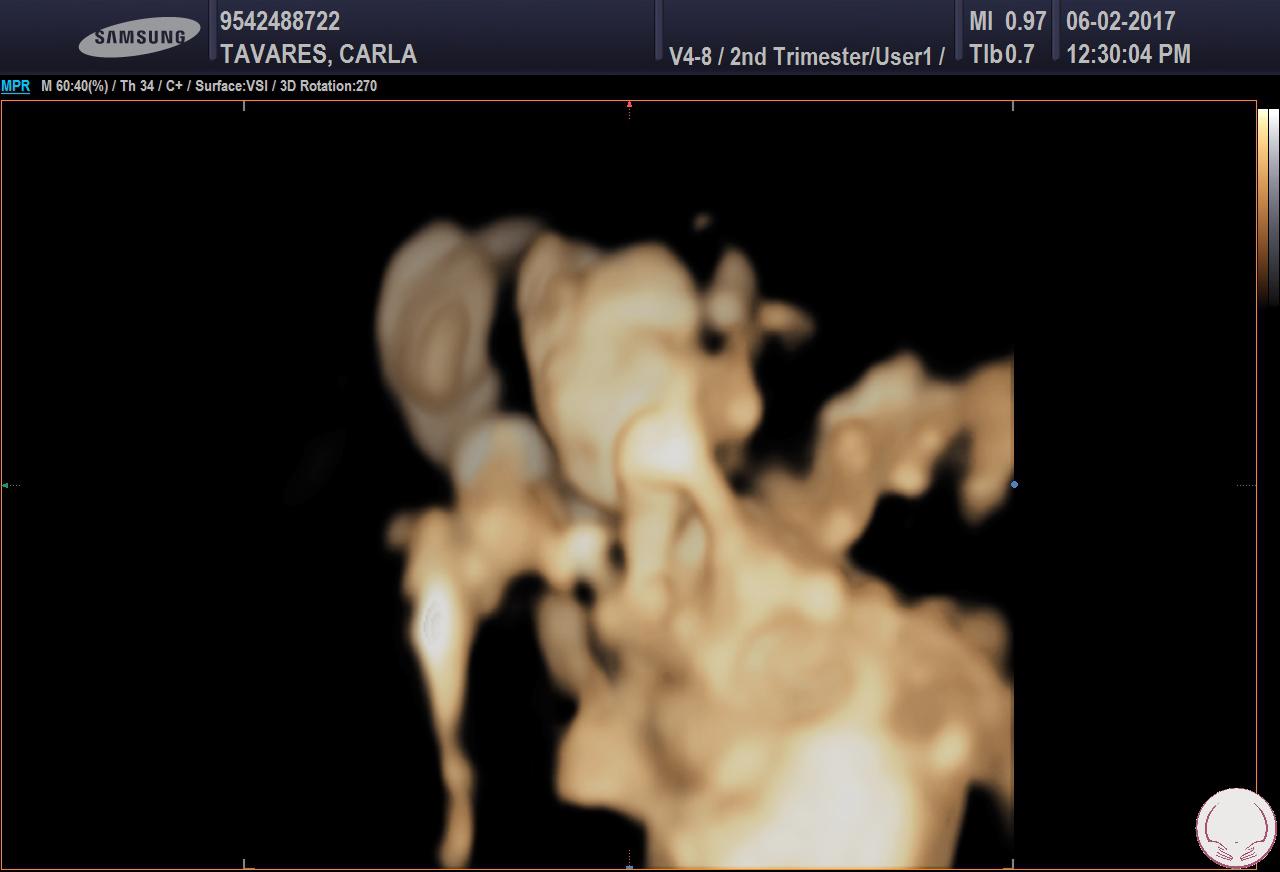 SAMSUNG
9542488722
TAVARES, CARLA
V4-8 / 2nd Trimester/User1 /
MI 0.97
TIb 0.7
06-02-2017
12:30:04 PM
MPR M 60:40(%) / Th 34 / C+ / Surface:VSI / 3D Rotation:270